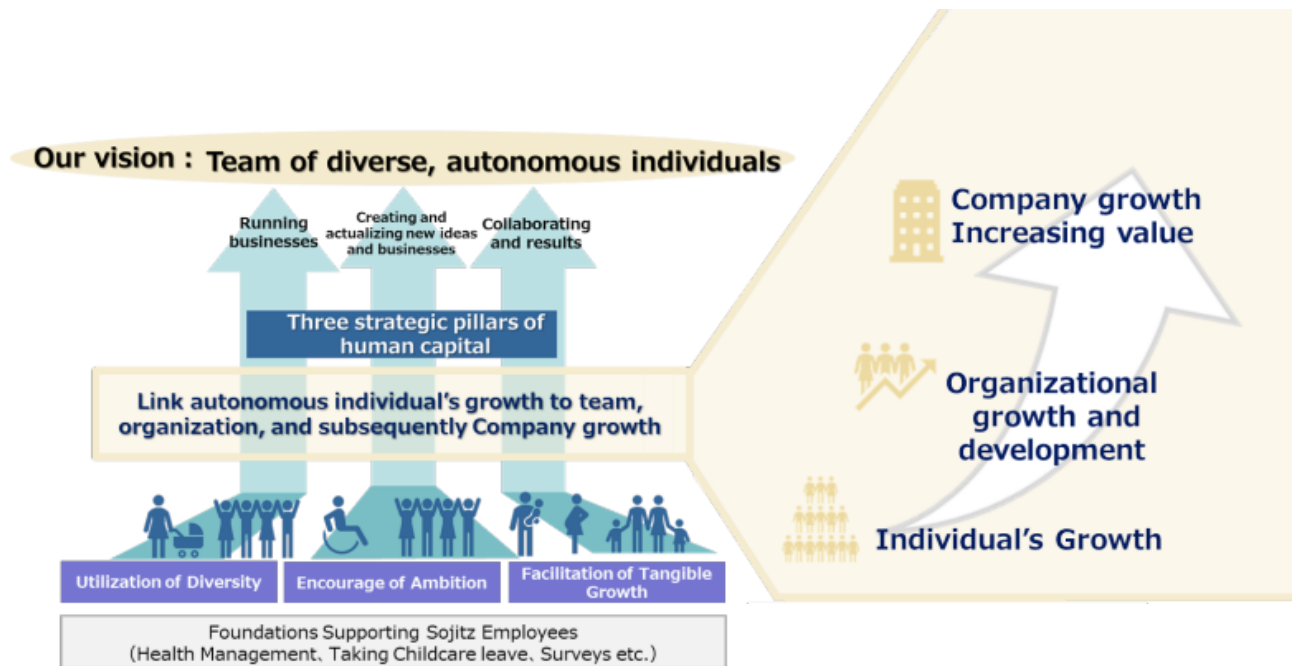 Our vision : Team of diverse, autonomous individuals
Running
businesses
Creating and
actualizing new ideas
and businesses
Collaborating
and results
Three strategic pillars of
human capital
Link autonomous individual's growth to team,
organization, and subsequently Company growth
Utilization of Diversity
Encourage of Ambition
Facilitation of Tangible
Growth
Foundations Supporting Sojitz Employees
(Health Management、Taking Childcare leave、Surveys etc.)
Company growth
Increasing value
Organizational
growth and
development
Individual's Growth